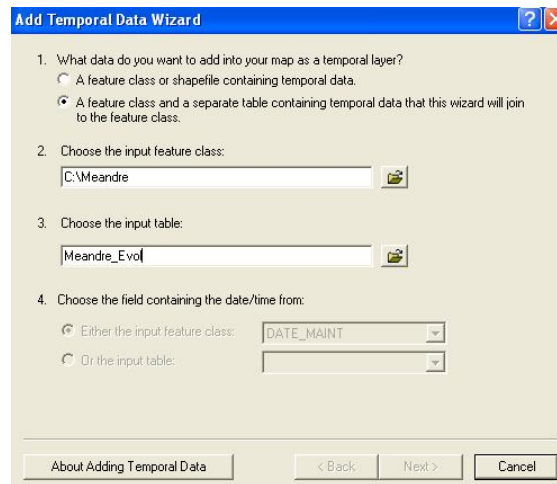 Add Temporal Data Wizard
1. What data do you want to add into your map as a temporal layer?
A feature class or shapefile containing temporal data.
A feature class and a separate table containing temporal data that this wizard will join
to the feature class.
2. Choose the input feature class:
C:\Meandre
3. Choose the input table:
Meandre_Evol
4. Choose the field containing the date/time from:
Either the input feature class: DATE_MAINT
Or the input table:
About Adding Temporal Data < Back Next > Cancel